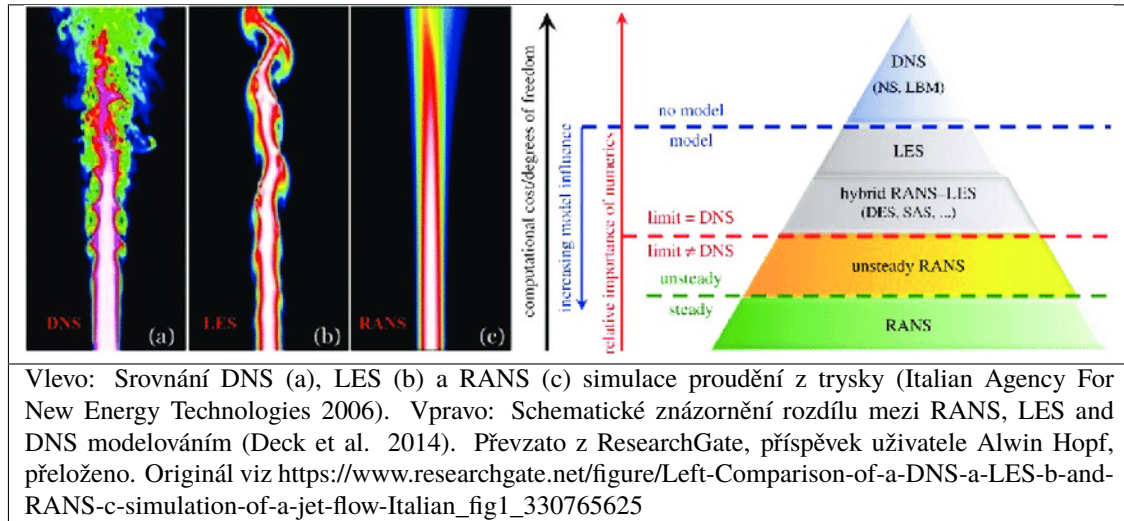 DNS
(a)
LES
(b)
RANS
(c)
computational cost/degrees of freedom
increasing model influence
relative importance of numerics
DNS
(NS, LBM)
no model
model
LES
hybrid RANS–LES
(DES, SAS, ...)
limit = DNS
limit ≠ DNS
unsteady RANS
unsteady
steady
RANS
Vlevo: Srovnání DNS (a), LES (b) a RANS (c) simulace proudění z trysky (Italian Agency For
New Energy Technologies 2006). Vpravo: Schematické znázornění rozdílu mezi RANS, LES and
DNS modelováním (Deck et al. 2014). Převzato z ResearchGate, příspěvek uživatele Alwin Hopf,
přeloženo. Originál viz https://www.researchgate.net/figure/Left-Comparison-of-a-DNS-a-LES-b-and-
RANS-c-simulation-of-a-jet-flow-Italian_fig1_330765625